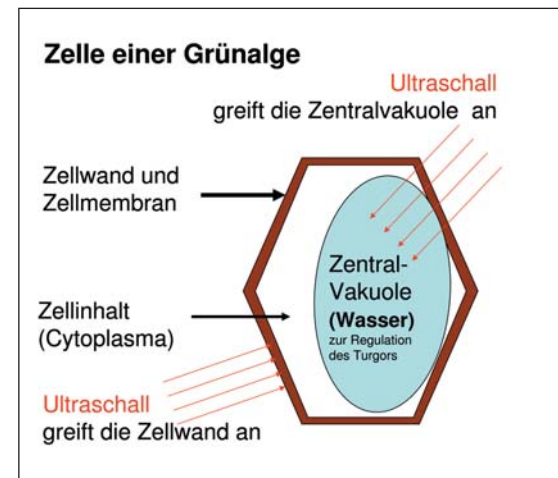 Zelle einer Grünalge
Ultraschall
greift die Zentralvakuole an
Zellwand und
Zellmembran
Zentral-
Vakuole
(Wasser)
zur Regulation
des Turgors
Zellinhalt
(Cytoplasma)
Ultraschall
greift die Zellwand an